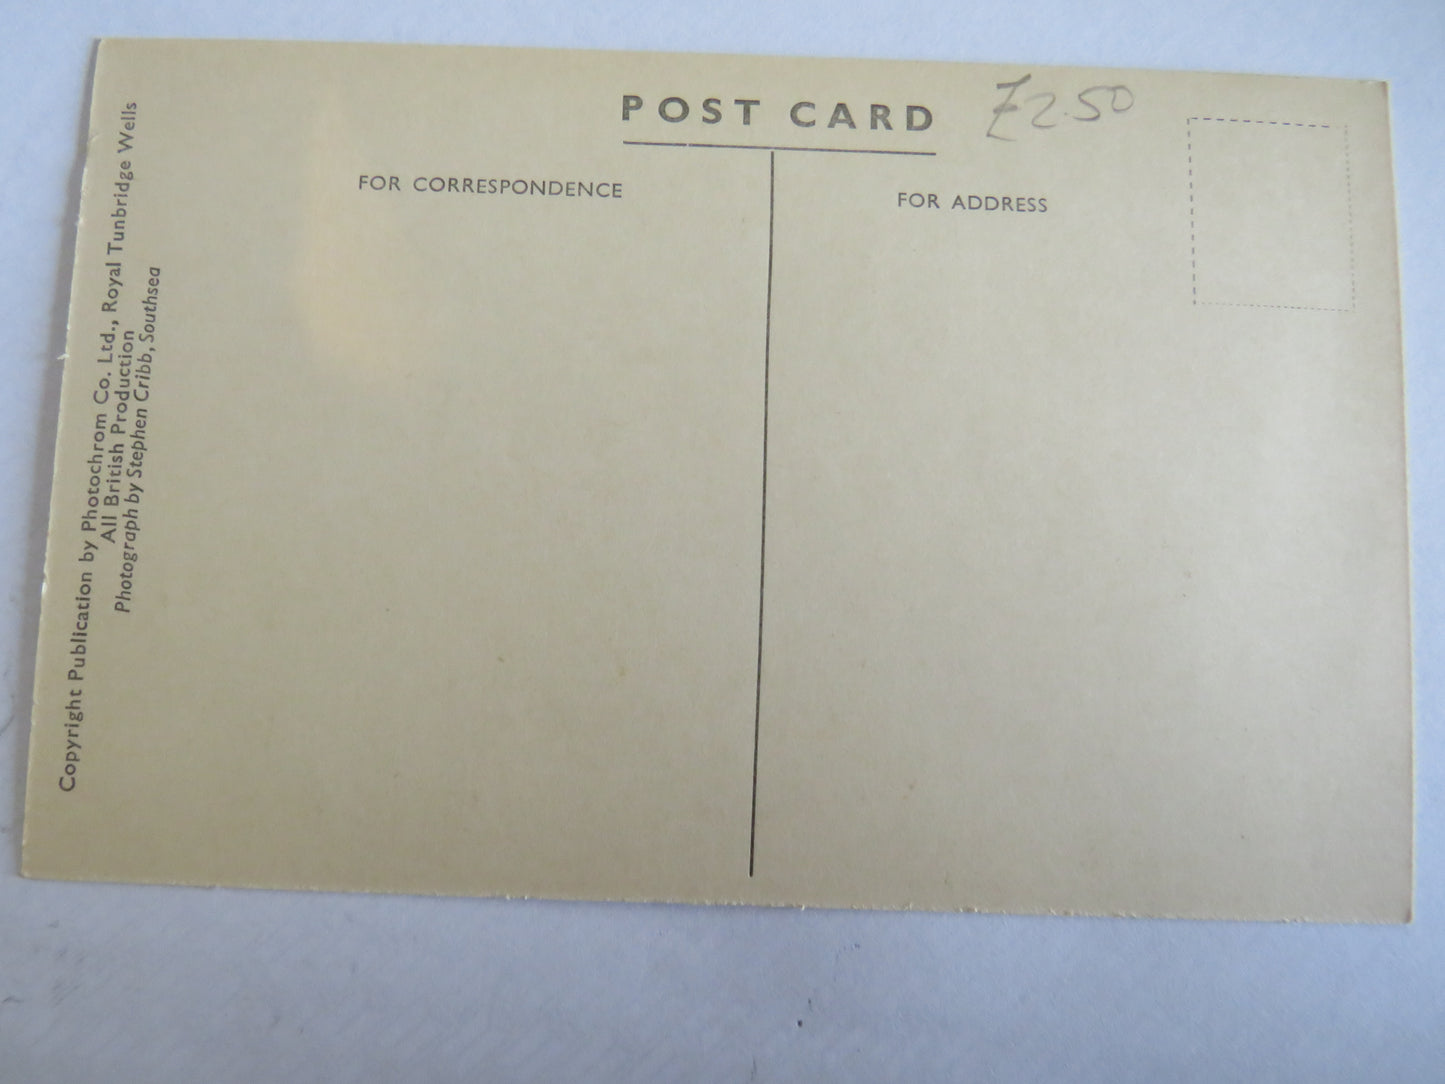 POST CARD
£2.50
FOR CORRESPONDENCE
FOR ADDRESS
Copyright Publication by Photochrom Co. Ltd., Royal Tunbridge Wells
All British Production
Photograph by Stephen Cribb, Southsea